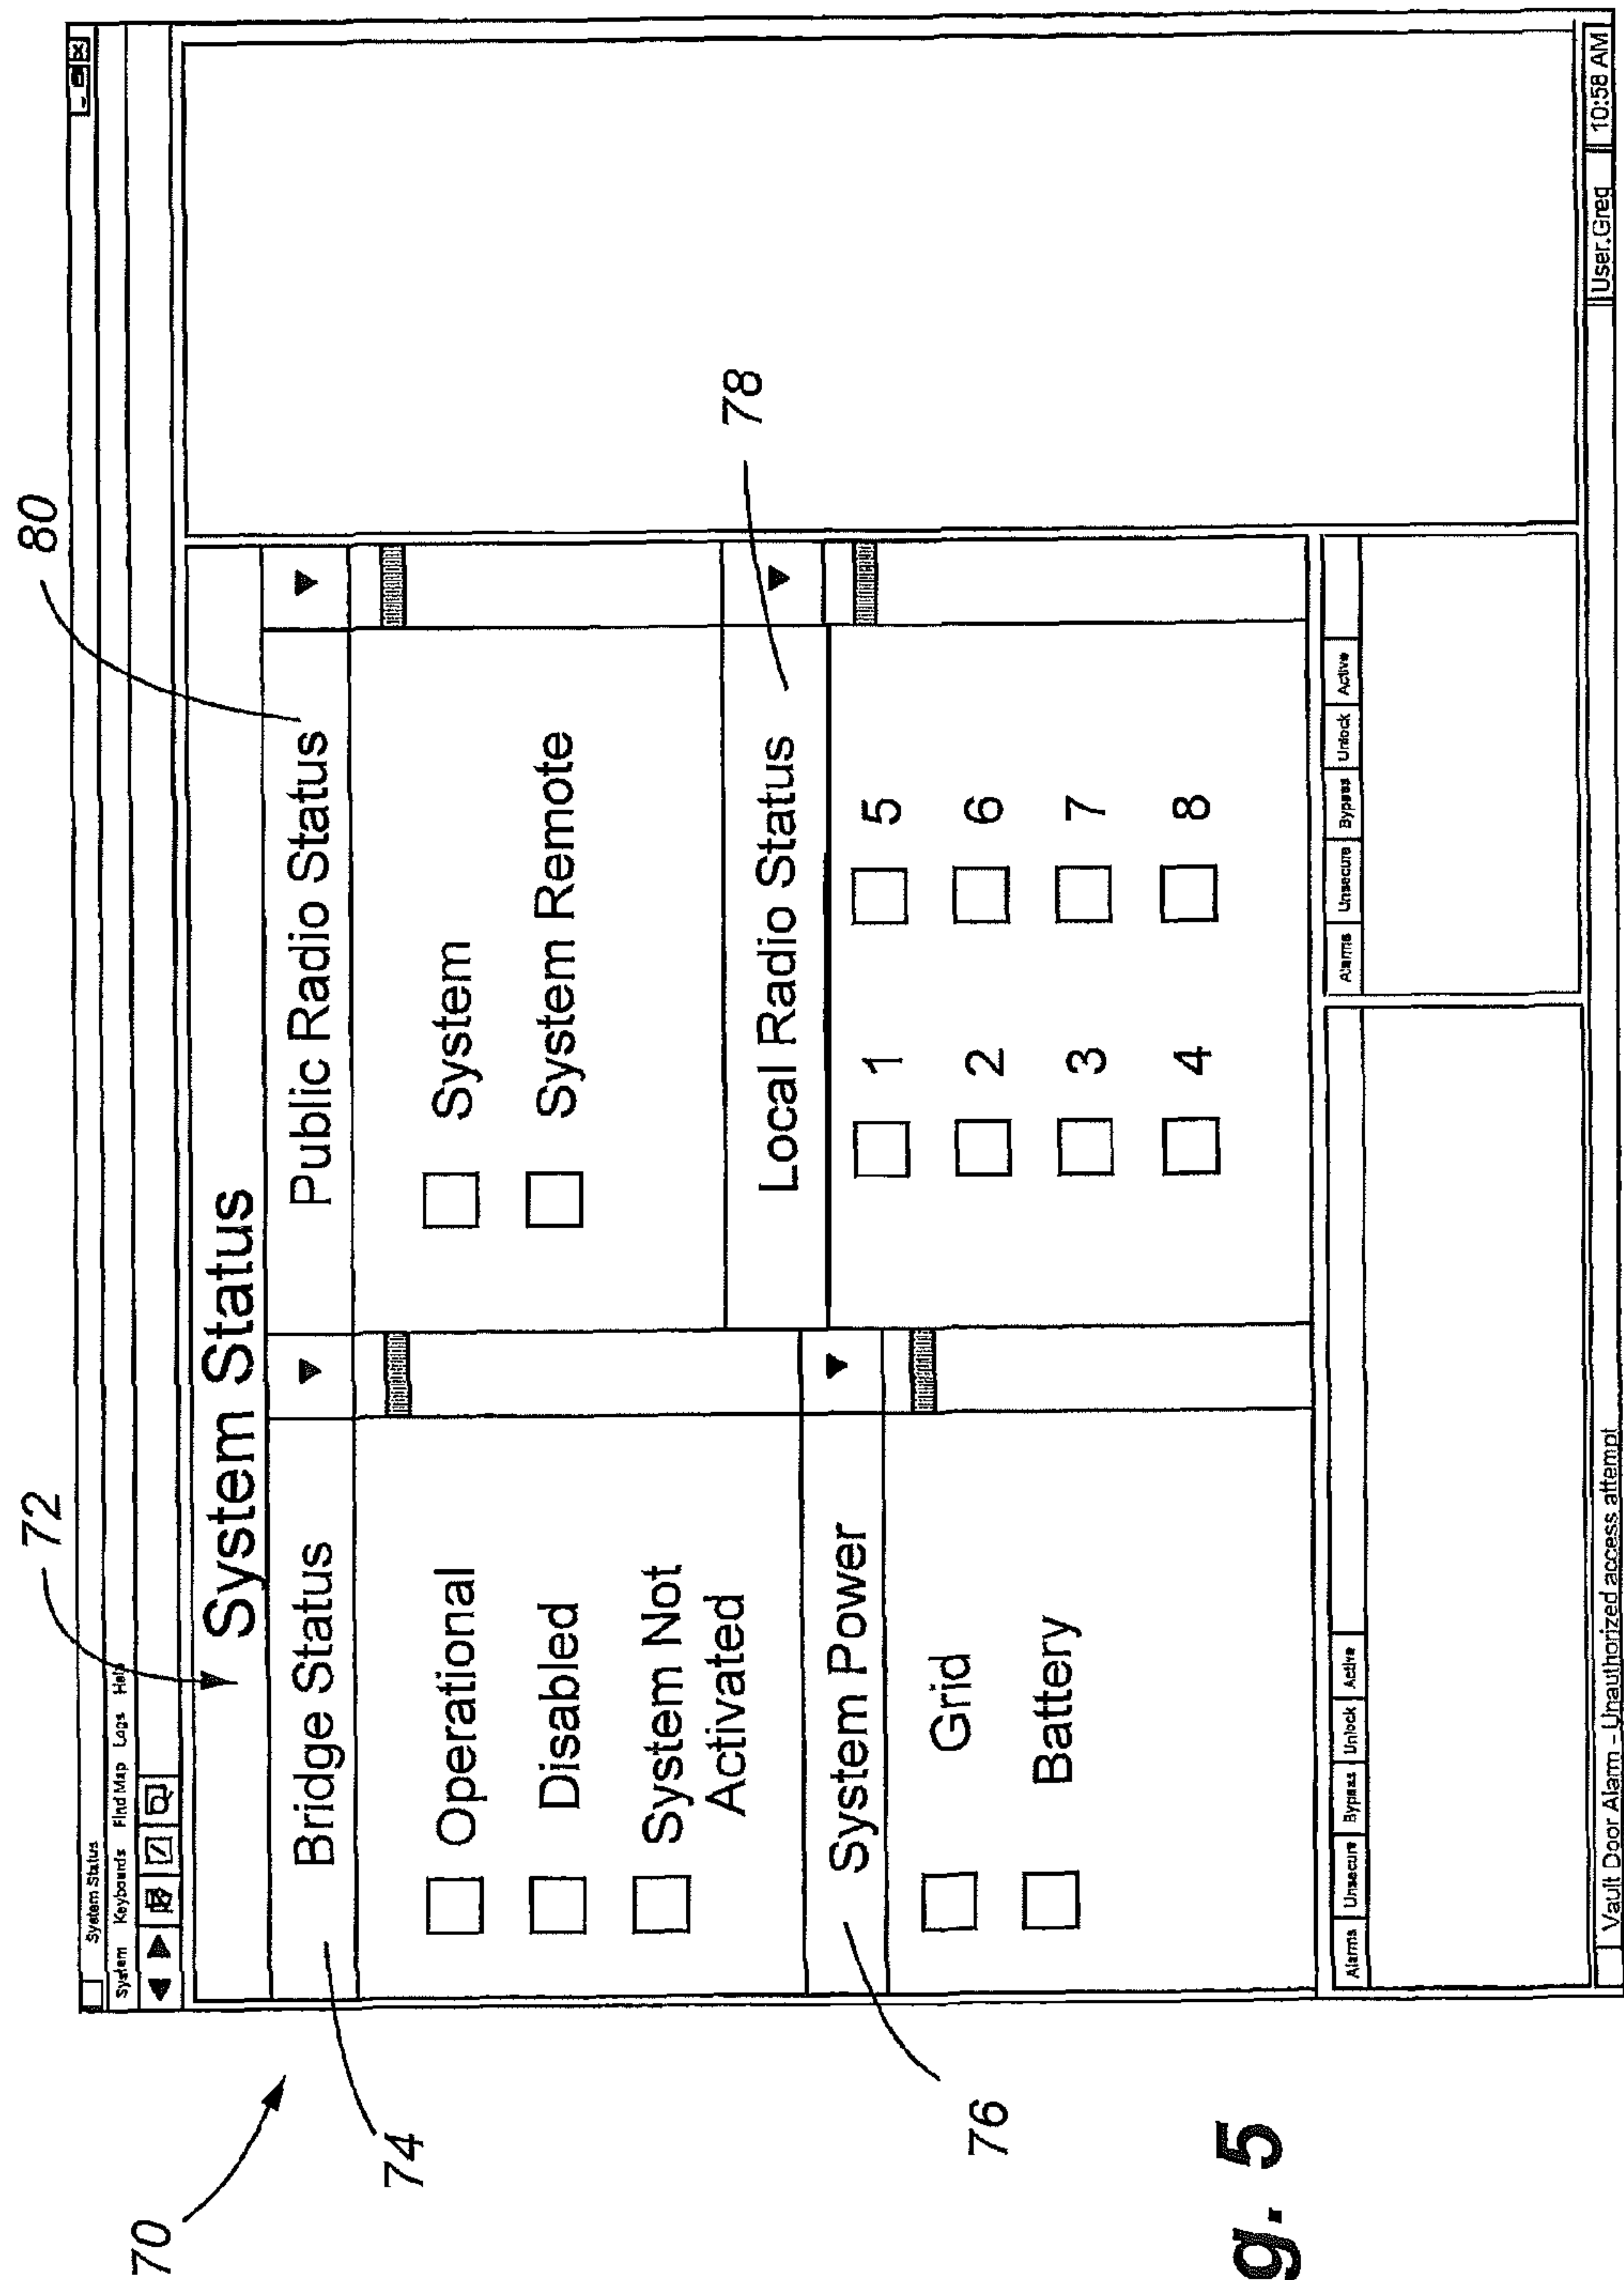 70
72
80
System Status
System Keyboards Find Map Logs Help
System Status
74
Bridge Status
Operational
Disabled
System Not
Activated
Public Radio Status
System
System Remote
76
System Power
Grid
Battery
78
Local Radio Status
1 5
2 6
3 7
4 8
Alarms Unsecure Bypass Unlock Active
Alarms Unsecure Bypass Unlock Active
Vault Door Alarm - Unauthorized access attempt
User.Greg 10:58 AM
g. 5